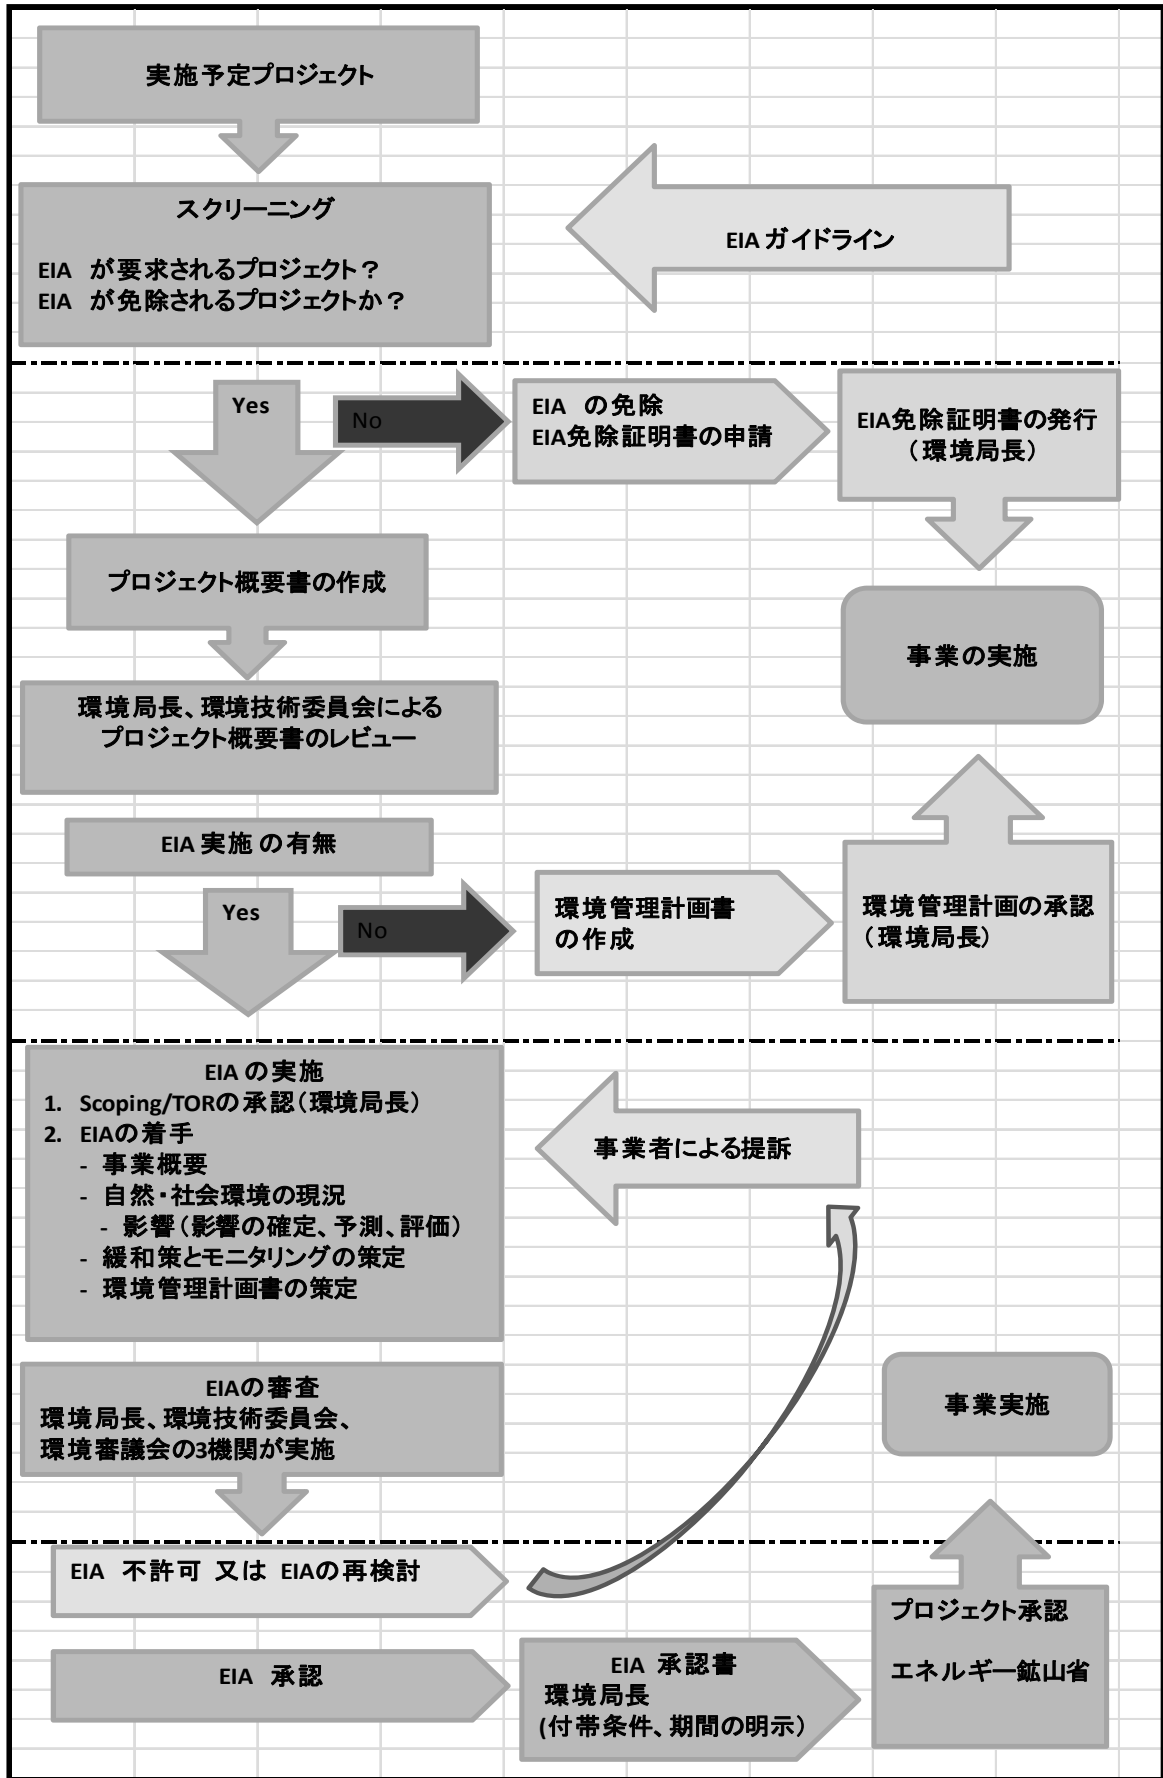 実施予定プロジェクト
スクリーニング
EIA が要求されるプロジェクト？
EIA が免除されるプロジェクトか？
EIA ガイドライン
Yes
No
EIA の免除
EIA免除証明書の申請
EIA免除証明書の発行
（環境局長）
プロジェクト概要書の作成
事業の実施
環境局長、環境技術委員会による
プロジェクト概要書のレビュー
EIA 実施の有無
Yes
No
環境管理計画書
の作成
環境管理計画の承認
（環境局長）
EIA の実施
1. Scoping/TORの承認（環境局長）
2. EIAの着手
- 事業概要
- 自然・社会環境の現況
- 影響（影響の確定、予測、評価）
- 緩和策とモニタリングの策定
- 環境管理計画書の策定
事業者による提訴
EIAの審査
環境局長、環境技術委員会、
環境審議会の3機関が実施
事業実施
EIA 不許可 又は EIAの再検討
プロジェクト承認
エネルギー鉱山省
EIA 承認
EIA 承認書
環境局長
(付帯条件、期間の明示）